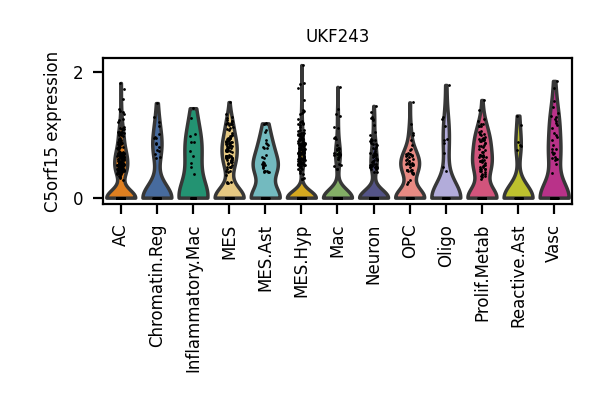 UKF243
C5orf15 expression
2
0
AC
Chromatin.Reg
Inflammatory.Mac
MES
MES.Ast
MES.Hyp
Mac
Neuron
OPC
Oligo
Prolif.Metab
Reactive.Ast
Vasc